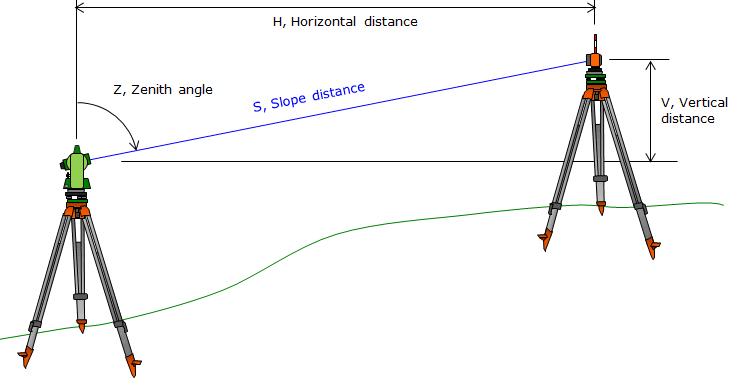 H, Horizontal distance
Z, Zenith angle
S, Slope distance
V, Vertical
distance